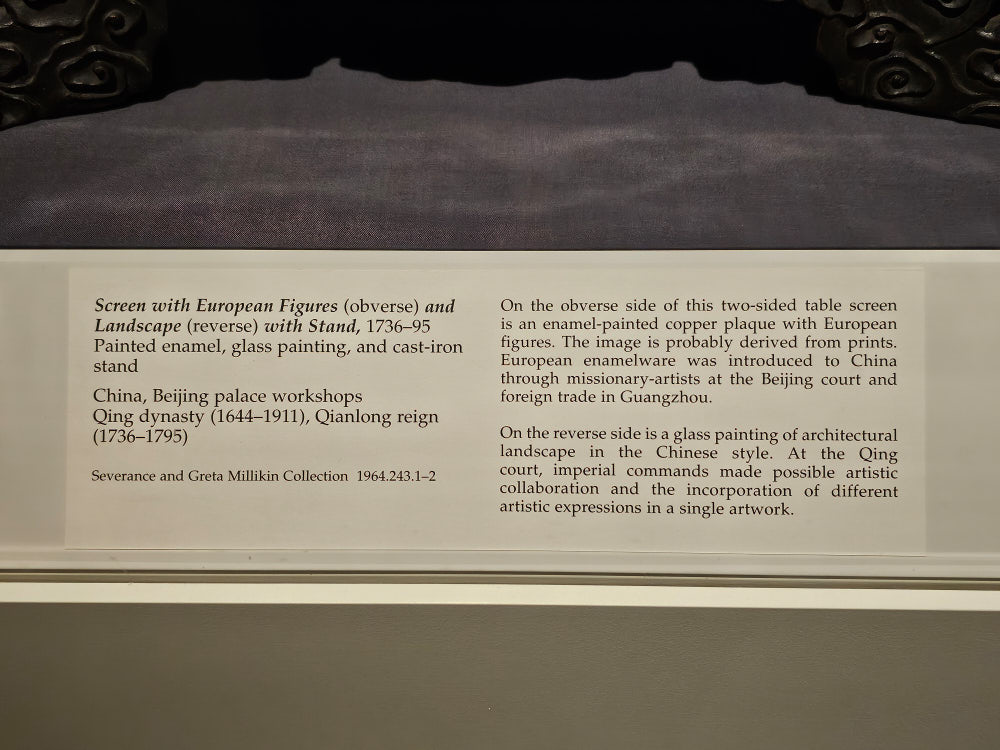 Screen with European Figures (obverse) and
Landscape (reverse) with Stand, 1736–95
Painted enamel, glass painting, and cast-iron
stand
China, Beijing palace workshops
Qing dynasty (1644–1911), Qianlong reign
(1736–1795)
Severance and Greta Millikin Collection 1964.243.1–2
On the obverse side of this two-sided table screen
is an enamel-painted copper plaque with European
figures. The image is probably derived from prints.
European enamelware was introduced to China
through missionary-artists at the Beijing court and
foreign trade in Guangzhou.
On the reverse side is a glass painting of architectural
landscape in the Chinese style. At the Qing
court, imperial commands made possible artistic
collaboration and the incorporation of different
artistic expressions in a single artwork.